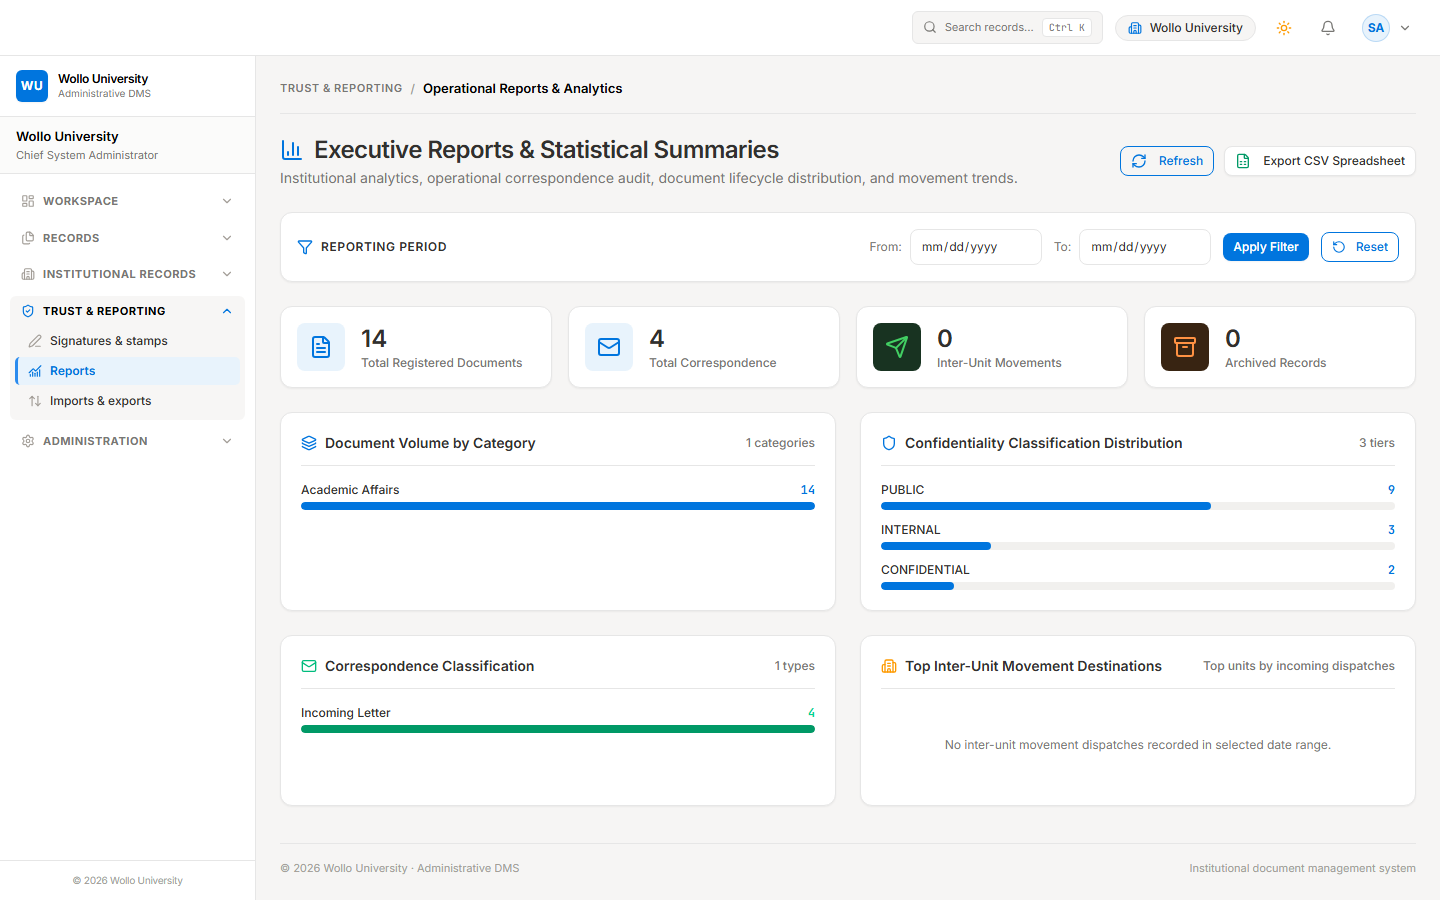 Search records... Ctrl K
Wollo University
SA
WU
Wollo University
Administrative DMS
Wollo University
Chief System Administrator
WORKSPACE
RECORDS
INSTITUTIONAL RECORDS
TRUST & REPORTING
Signatures & stamps
Reports
Imports & exports
ADMINISTRATION
© 2026 Wollo University
TRUST & REPORTING / Operational Reports & Analytics
Executive Reports & Statistical Summaries
Institutional analytics, operational correspondence audit, document lifecycle distribution, and movement trends.
Refresh
Export CSV Spreadsheet
REPORTING PERIOD
From: mm/dd/yyyy
To: mm/dd/yyyy
Apply Filter
Reset
14
Total Registered Documents
4
Total Correspondence
0
Inter-Unit Movements
0
Archived Records
Document Volume by Category
1 categories
Academic Affairs 14
Confidentiality Classification Distribution
3 tiers
PUBLIC 9
INTERNAL 3
CONFIDENTIAL 2
Correspondence Classification
1 types
Incoming Letter 4
Top Inter-Unit Movement Destinations
Top units by incoming dispatches
No inter-unit movement dispatches recorded in selected date range.
© 2026 Wollo University · Administrative DMS
Institutional document management system